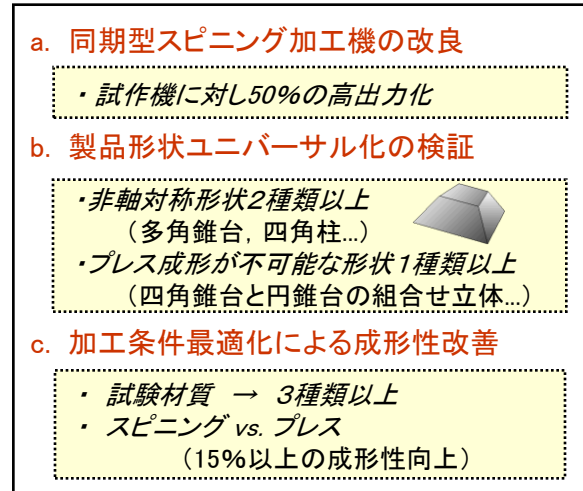 a. 同期型スピニング加工機の改良
・試作機に対し50%の高出力化
b. 製品形状ユニバーサル化の検証
・非軸対称形状2種類以上
(多角錐台, 四角柱...)
・プレス成形が不可能な形状1種類以上
(四角錐台と円錐台の組合せ立体...)
c. 加工条件最適化による成形性改善
・ 試験材質 → 3種類以上
・ スピニング vs. プレス
(15%以上の成形性向上)